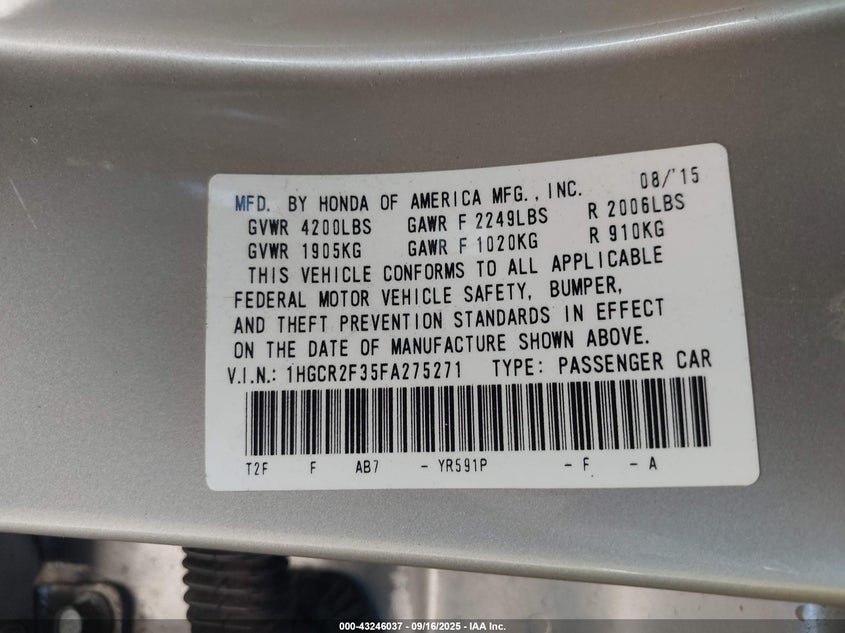 MFD. BY HONDA OF AMERICA MFG., INC. 08/'15
GVWR 4200LBS GAWR F 2249LBS R 2006LBS
GVWR 1905KG GAWR F 1020KG R 910KG
THIS VEHICLE CONFORMS TO ALL APPLICABLE
FEDERAL MOTOR VEHICLE SAFETY, BUMPER,
AND THEFT PREVENTION STANDARDS IN EFFECT
ON THE DATE OF MANUFACTURE SHOWN ABOVE.
V.I.N.: 1HGCR2F35FA275271 TYPE: PASSENGER CAR
T2F F AB7 - YR591P - F - A
000-43246037 - 09/16/2025 - IAA Inc.